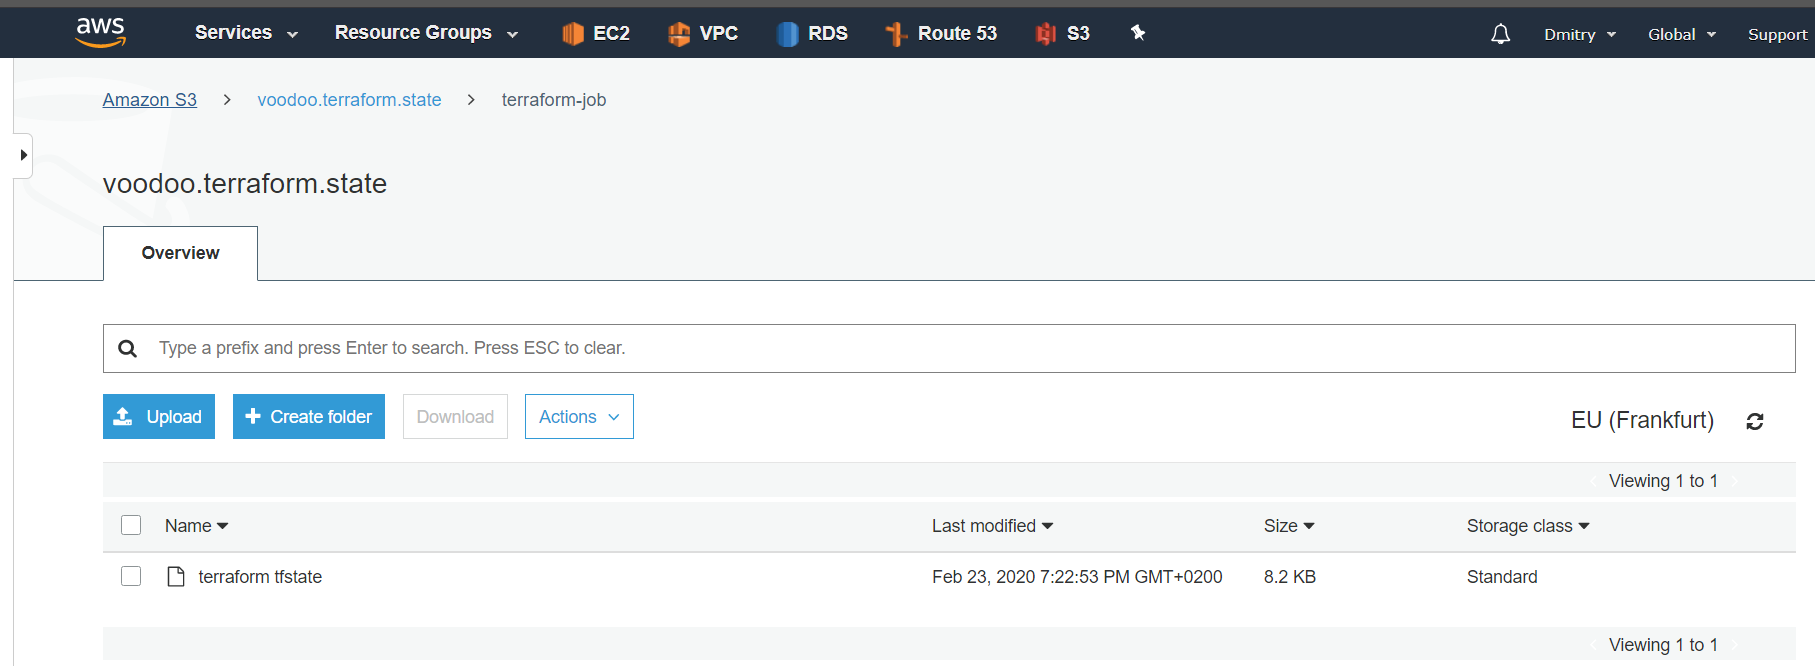 aws Services Resource Groups EC2 VPC RDS Route 53 S3 Dmitry Global Support
Amazon S3 > voodoo.terraform.state > terraform-job
voodoo.terraform.state
Overview
Type a prefix and press Enter to search. Press ESC to clear.
Upload + Create folder Download Actions EU (Frankfurt)
Viewing 1 to 1
Name Last modified Size Storage class
terraform tfstate Feb 23, 2020 7:22:53 PM GMT+0200 8.2 KB Standard
Viewing 1 to 1